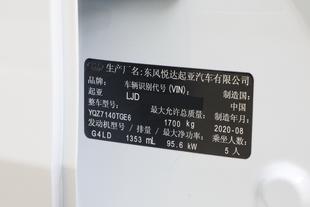 生产厂名:东风悦达起亚汽车有限公司
品牌: 车辆识别代号(VIN): 制造国:
起亚 LJD 中国
整车型号: 最大允许总质量: 制造年月:
YQZ7140TGE6 1700 kg 2020-08
发动机型号/排量/最大净功率: 乘坐人数:
G4LD 1353 mL 95.6 kW 5 人